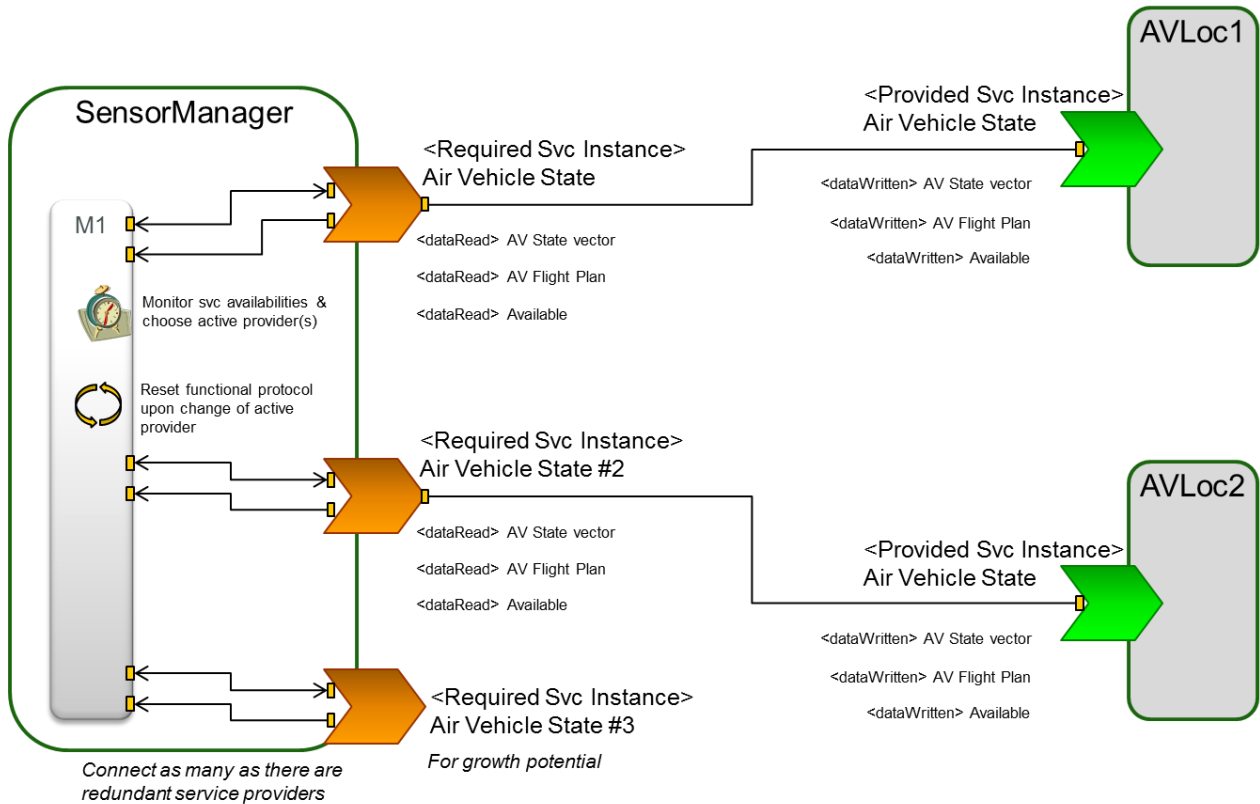 AVLoc1
SensorManager
<Provided Svc Instance>
Air Vehicle State
<Required Svc Instance>
Air Vehicle State
<dataWritten> AV State vector
<dataWritten> AV Flight Plan
<dataWritten> Available
M1
<dataRead> AV State vector
<dataRead> AV Flight Plan
<dataRead> Available
Monitor svc availabilities &
choose active provider(s)
Reset functional protocol
upon change of active
provider
<Required Svc Instance>
Air Vehicle State #2
AVLoc2
<dataRead> AV State vector
<dataRead> AV Flight Plan
<dataRead> Available
<Provided Svc Instance>
Air Vehicle State
<dataWritten> AV State vector
<dataWritten> AV Flight Plan
<dataWritten> Available
<Required Svc Instance>
Air Vehicle State #3
For growth potential
Connect as many as there are
redundant service providers